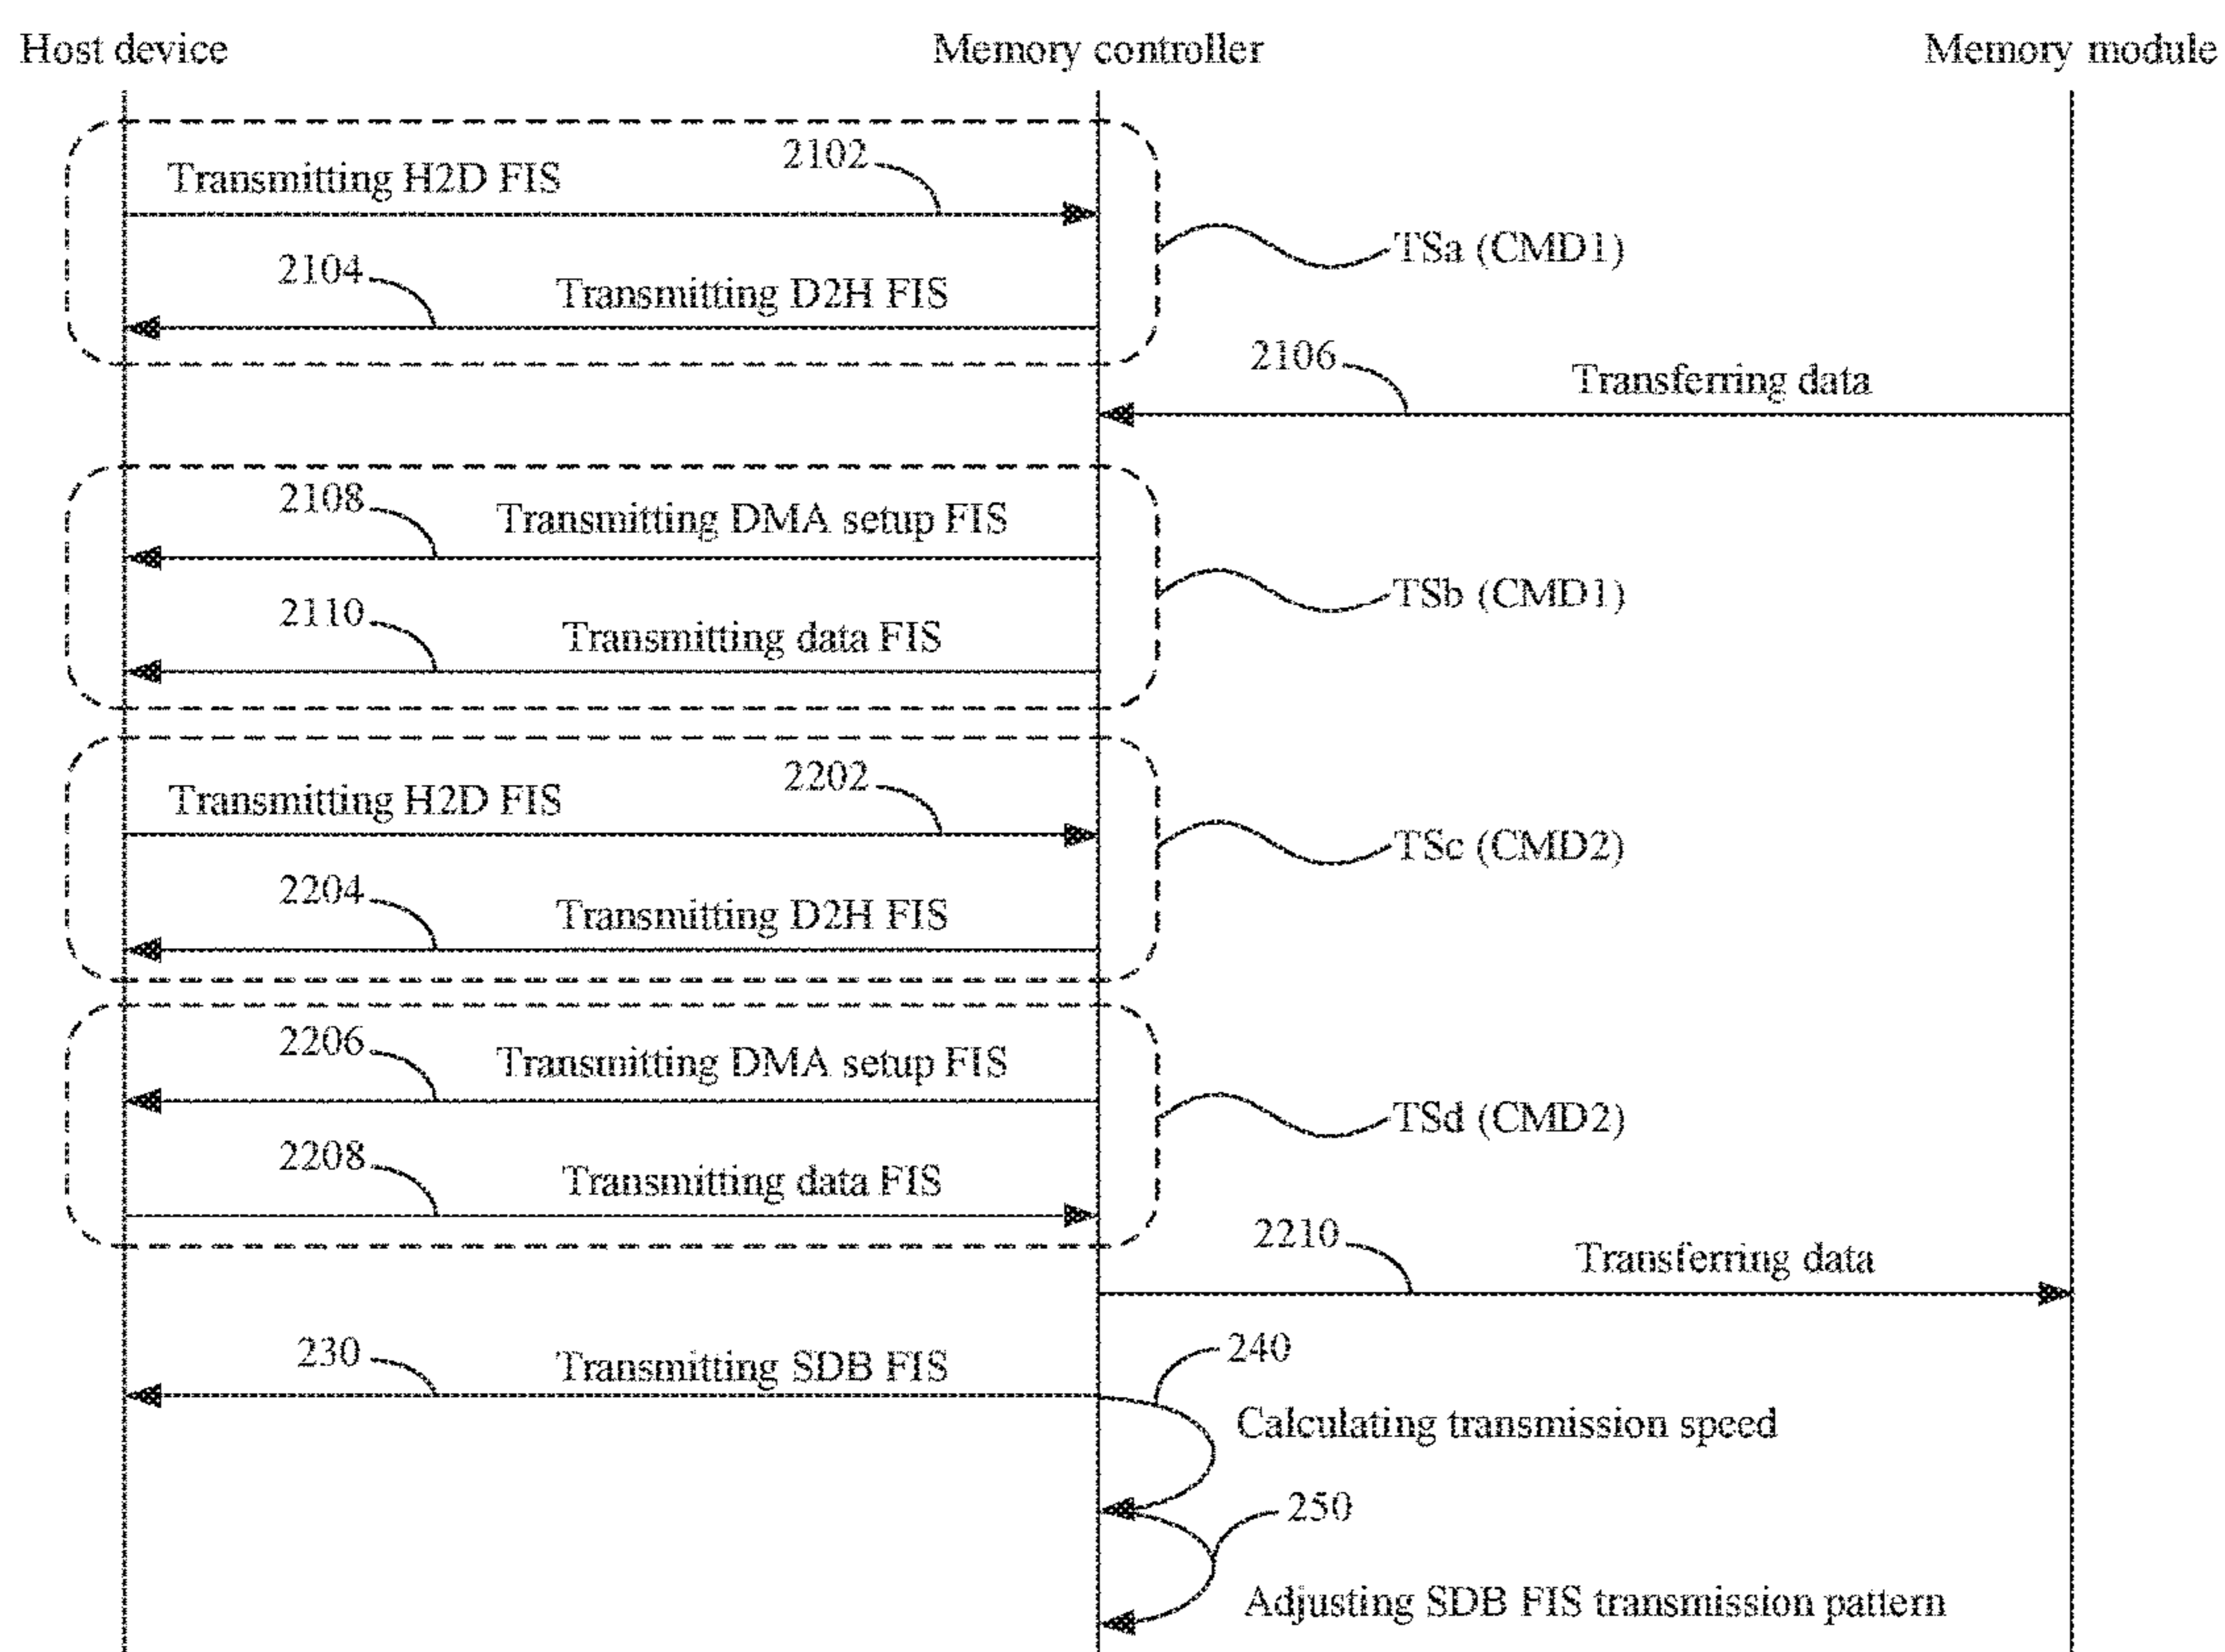 Host device
Memory controller
Memory module
2102
Transmitting H2D FIS
TSa (CMD1)
2104
Transmitting D2H FIS
2106
Transferring data
2108
Transmitting DMA setup FIS
TSb (CMD1)
2110
Transmitting data FIS
2202
Transmitting H2D FIS
TSc (CMD2)
2204
Transmitting D2H FIS
2206
Transmitting DMA setup FIS
TSd (CMD2)
2208
Transmitting data FIS
2210
Transferring data
230
Transmitting SDB FIS
240
Calculating transmission speed
250
Adjusting SDB FIS transmission pattern